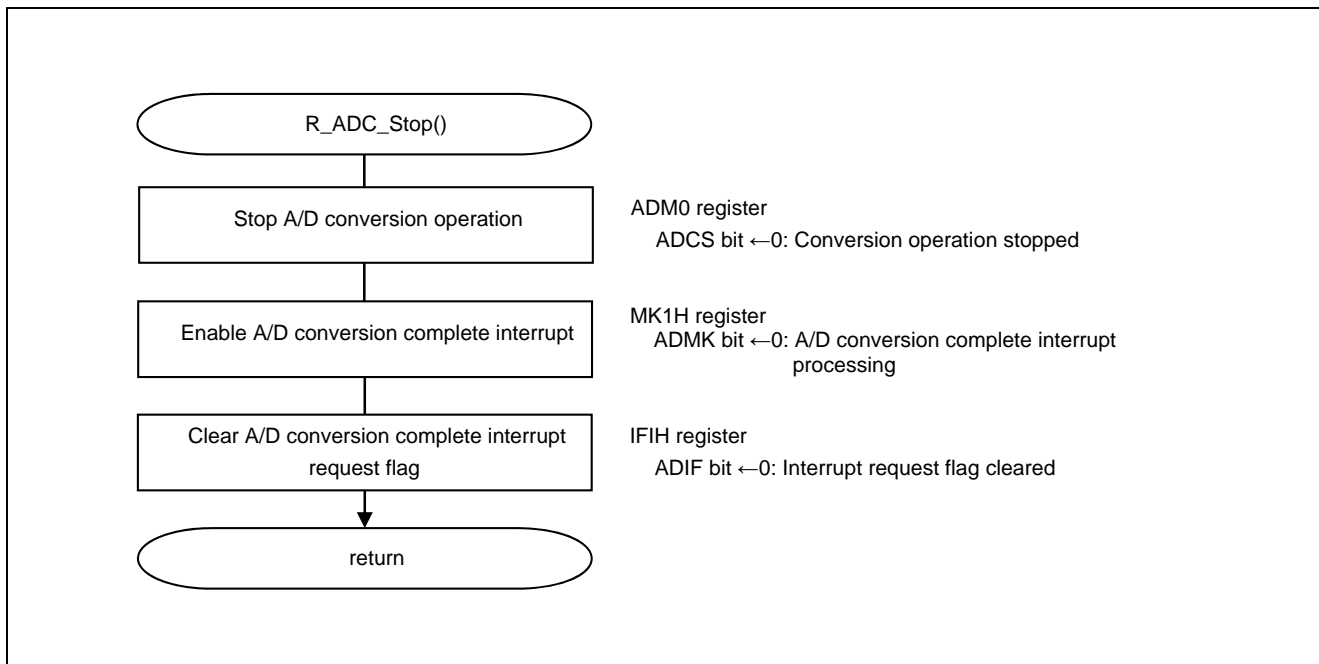 R_ADC_Stop()
Stop A/D conversion operation
ADM0 register
ADCS bit ←0: Conversion operation stopped
Enable A/D conversion complete interrupt
MK1H register
ADMK bit ←0: A/D conversion complete interrupt
processing
Clear A/D conversion complete interrupt
request flag
IFIH register
ADIF bit ←0: Interrupt request flag cleared
return